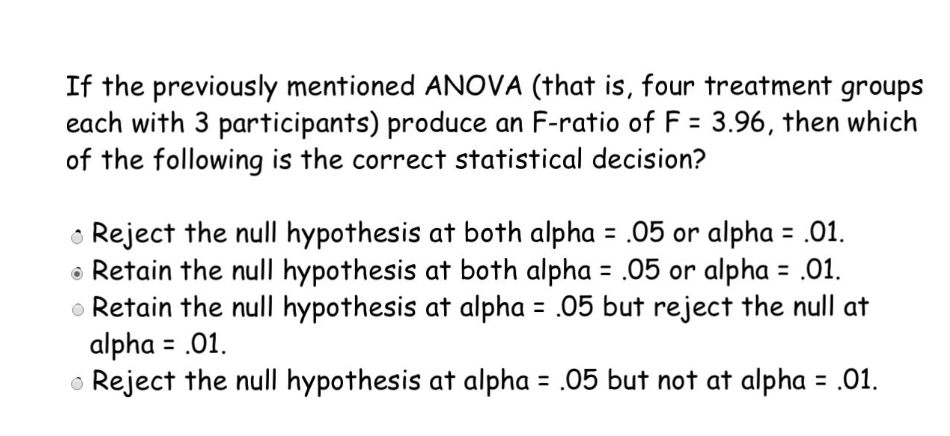 If the previously mentioned ANOVA (that is, four treatment groups
each with 3 participants) produce an F-ratio of F = 3.96, then which
of the following is the correct statistical decision?
Reject the null hypothesis at both alpha = .05 or alpha = .01.
Retain the null hypothesis at both alpha = .05 or alpha = .01.
Retain the null hypothesis at alpha = .05 but reject the null at
alpha = .01.
Reject the null hypothesis at alpha = .05 but not at alpha = .01.